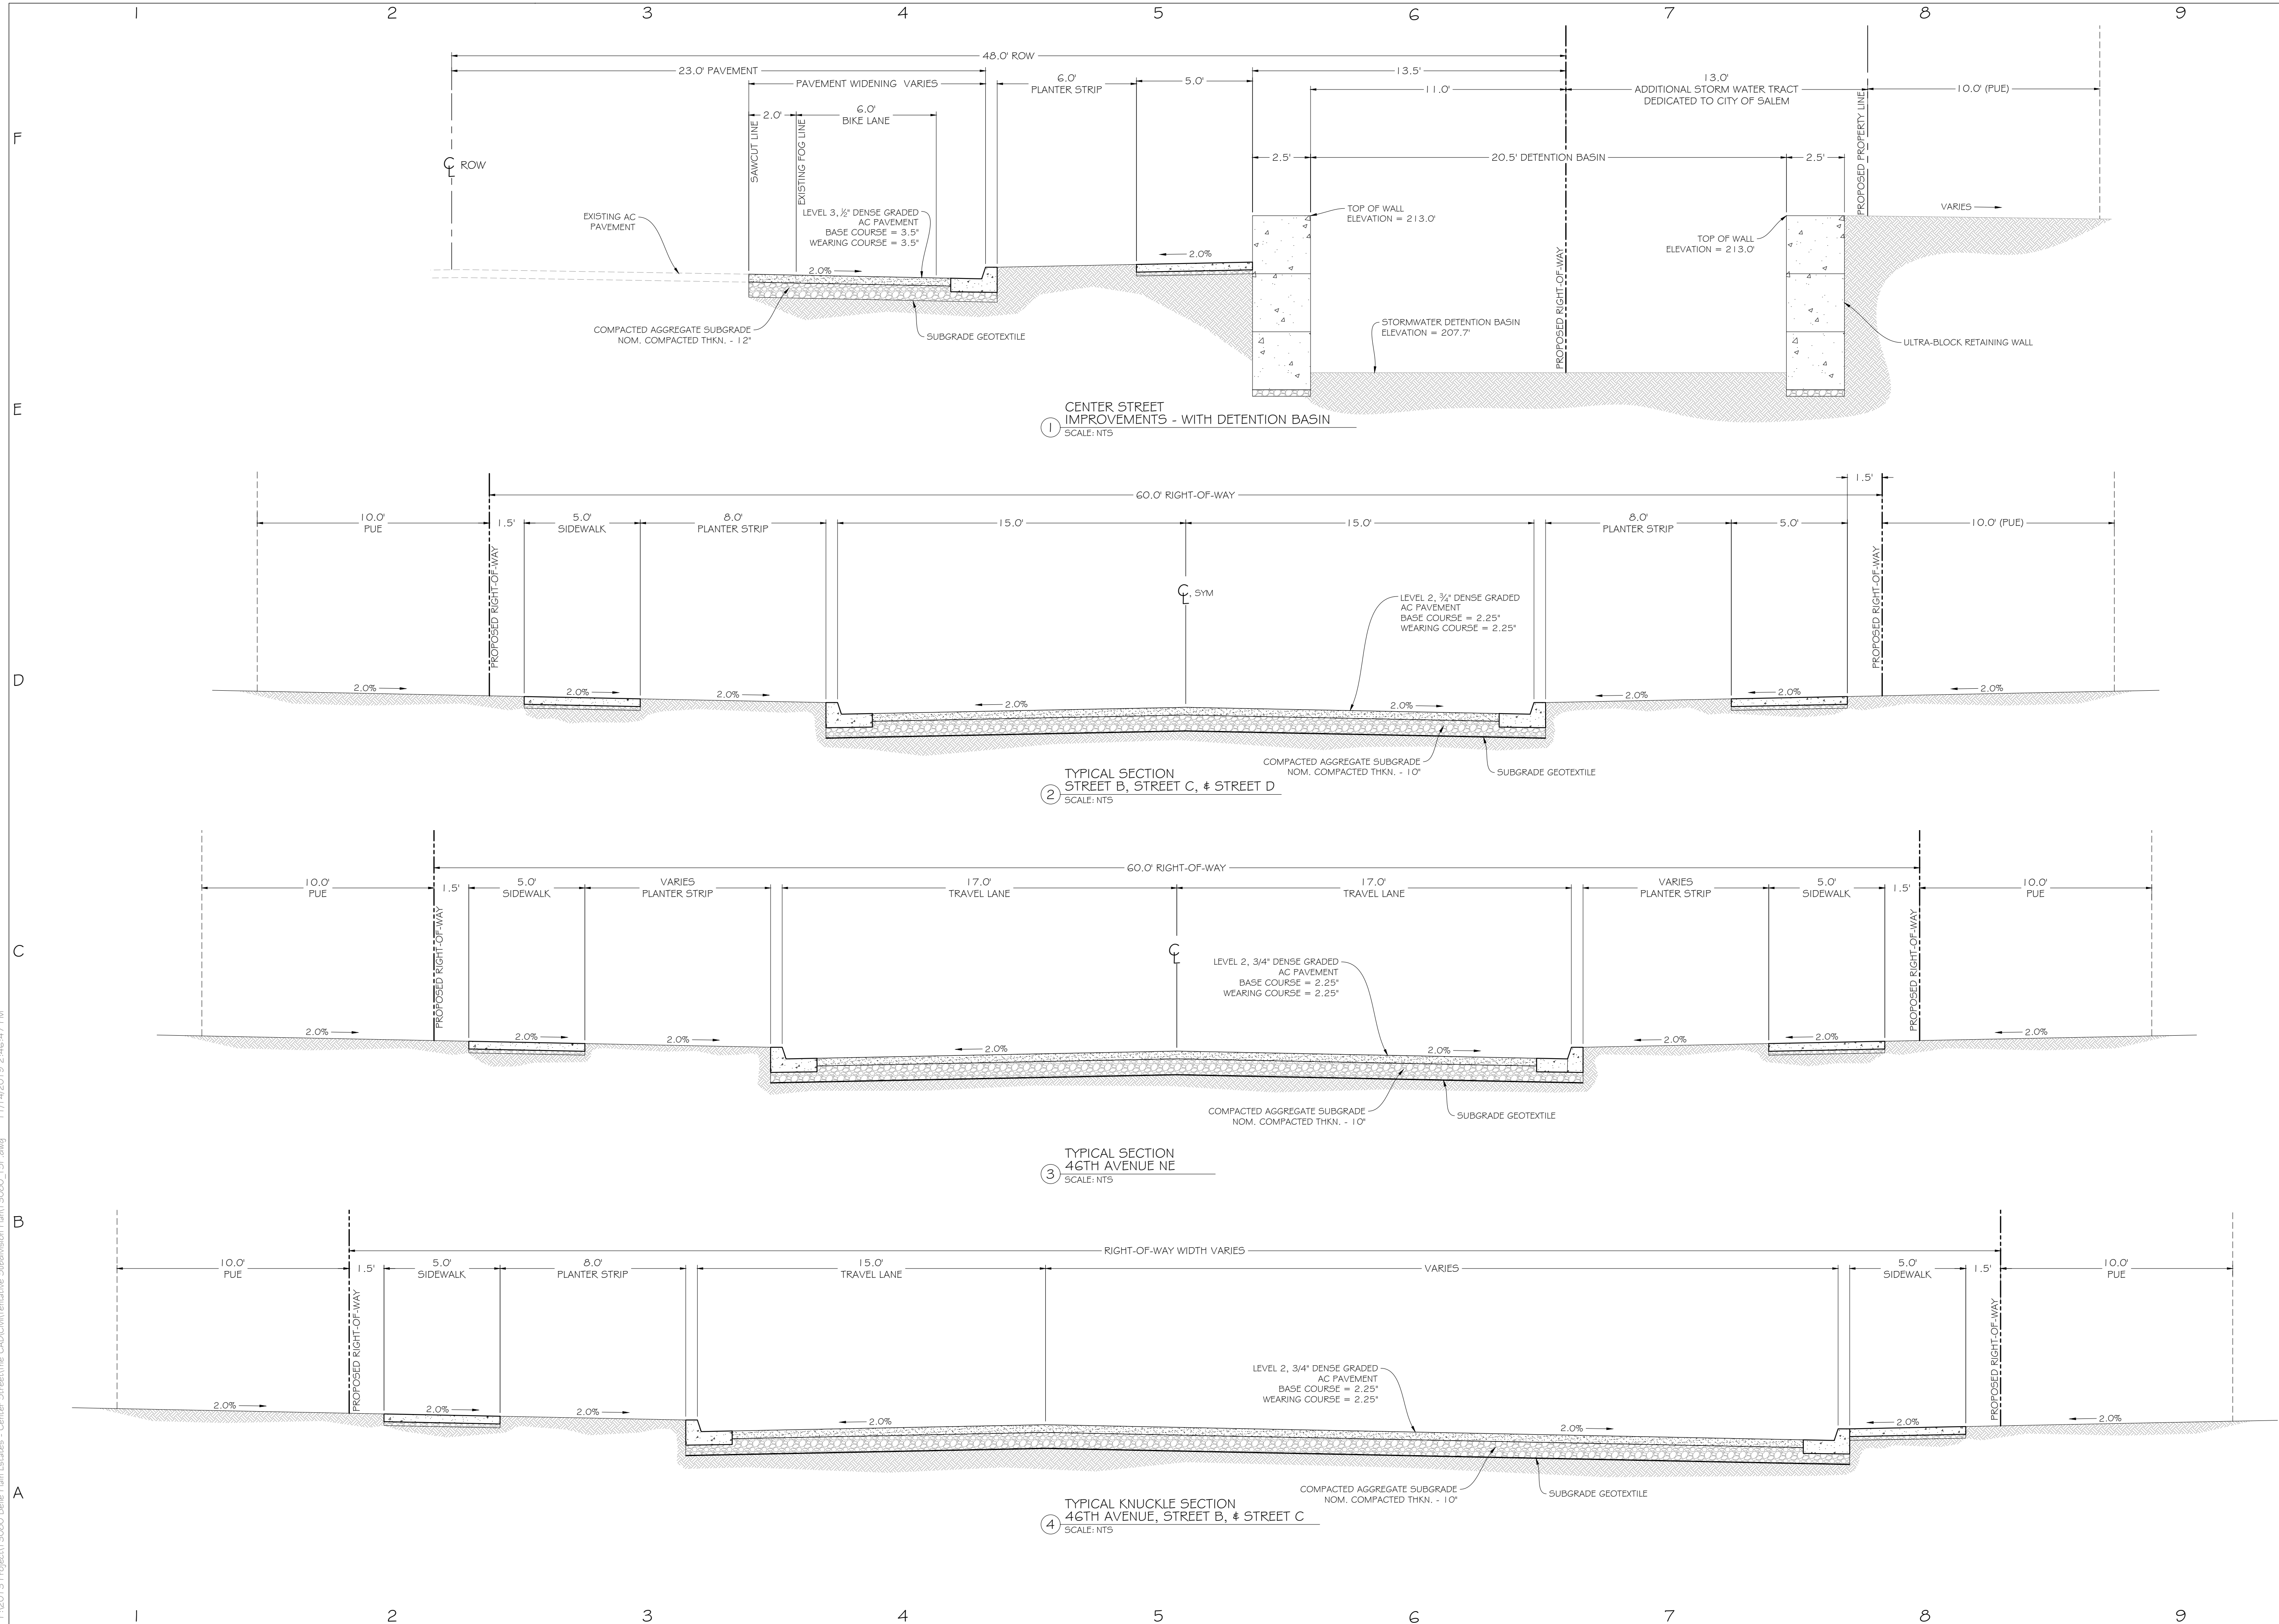 1 2 3 4 5 6 7 8 9
F
E
D
C
B
A
48.0' ROW
23.0' PAVEMENT
PAVEMENT WIDENING VARIES
2.0'
6.0'
BIKE LANE
6.0'
PLANTER STRIP
5.0'
13.5'
11.0'
13.0'
ADDITIONAL STORM WATER TRACT
DEDICATED TO CITY OF SALEM
10.0' (PUE)
2.5'
20.5' DETENTION BASIN
2.5'
CL ROW
SAWCUT LINE
EXISTING FOG LINE
PROPOSED RIGHT-OF-WAY
PROPOSED PROPERTY LINE
EXISTING AC
PAVEMENT
LEVEL 3, ½" DENSE GRADED
AC PAVEMENT
BASE COURSE = 3.5"
WEARING COURSE = 3.5"
2.0%
2.0%
TOP OF WALL
ELEVATION = 213.0'
TOP OF WALL
ELEVATION = 213.0'
VARIES
COMPACTED AGGREGATE SUBGRADE
NOM. COMPACTED THKN. - 12"
SUBGRADE GEOTEXTILE
STORMWATER DETENTION BASIN
ELEVATION = 207.7'
ULTRA-BLOCK RETAINING WALL
1
CENTER STREET
IMPROVEMENTS - WITH DETENTION BASIN
SCALE: NTS
60.0' RIGHT-OF-WAY
1.5'
10.0'
PUE
1.5'
5.0'
SIDEWALK
8.0'
PLANTER STRIP
15.0'
15.0'
8.0'
PLANTER STRIP
5.0'
10.0' (PUE)
PROPOSED RIGHT-OF-WAY
CL, SYM
PROPOSED RIGHT-OF-WAY
LEVEL 2, ¾" DENSE GRADED
AC PAVEMENT
BASE COURSE = 2.25"
WEARING COURSE = 2.25"
2.0%
2.0%
2.0%
2.0%
2.0%
2.0%
2.0%
2.0%
COMPACTED AGGREGATE SUBGRADE
NOM. COMPACTED THKN. - 10"
SUBGRADE GEOTEXTILE
2
TYPICAL SECTION
STREET B, STREET C, & STREET D
SCALE: NTS
60.0' RIGHT-OF-WAY
10.0'
PUE
1.5'
5.0'
SIDEWALK
VARIES
PLANTER STRIP
17.0'
TRAVEL LANE
17.0'
TRAVEL LANE
VARIES
PLANTER STRIP
5.0'
SIDEWALK
1.5'
10.0'
PUE
PROPOSED RIGHT-OF-WAY
CL
PROPOSED RIGHT-OF-WAY
LEVEL 2, 3/4" DENSE GRADED
AC PAVEMENT
BASE COURSE = 2.25"
WEARING COURSE = 2.25"
2.0%
2.0%
2.0%
2.0%
2.0%
2.0%
2.0%
2.0%
COMPACTED AGGREGATE SUBGRADE
NOM. COMPACTED THKN. - 10"
SUBGRADE GEOTEXTILE
3
TYPICAL SECTION
46TH AVENUE NE
SCALE: NTS
RIGHT-OF-WAY WIDTH VARIES
10.0'
PUE
1.5'
5.0'
SIDEWALK
8.0'
PLANTER STRIP
15.0'
TRAVEL LANE
VARIES
5.0'
SIDEWALK
1.5'
10.0'
PUE
PROPOSED RIGHT-OF-WAY
PROPOSED RIGHT-OF-WAY
LEVEL 2, 3/4" DENSE GRADED
AC PAVEMENT
BASE COURSE = 2.25"
WEARING COURSE = 2.25"
2.0%
2.0%
2.0%
2.0%
2.0%
2.0%
2.0%
COMPACTED AGGREGATE SUBGRADE
NOM. COMPACTED THKN. - 10"
SUBGRADE GEOTEXTILE
4
TYPICAL KNUCKLE SECTION
46TH AVENUE, STREET B, & STREET C
SCALE: NTS
1 2 3 4 5 6 7 8 9